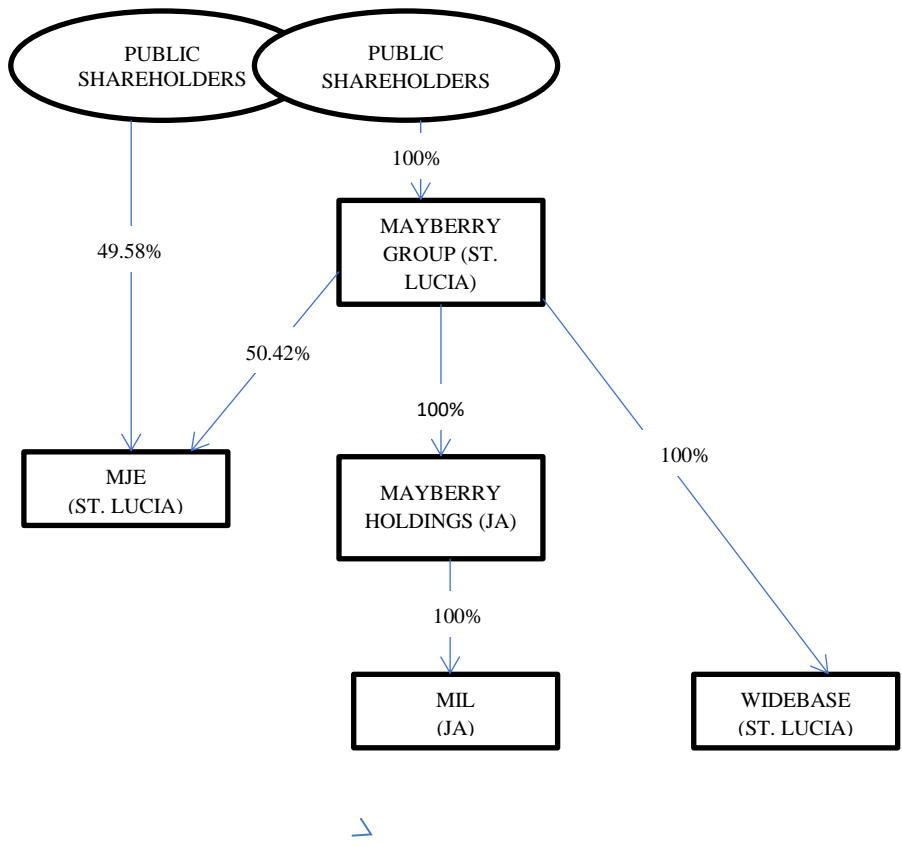 PUBLIC
SHAREHOLDERS
PUBLIC
SHAREHOLDERS
100%
MAYBERRY
GROUP (ST.
LUCIA)
49.58%
50.42%
100%
100%
MJE
(ST. LUCIA)
MAYBERRY
HOLDINGS (JA)
100%
MIL
(JA)
WIDEBASE
(ST. LUCIA)